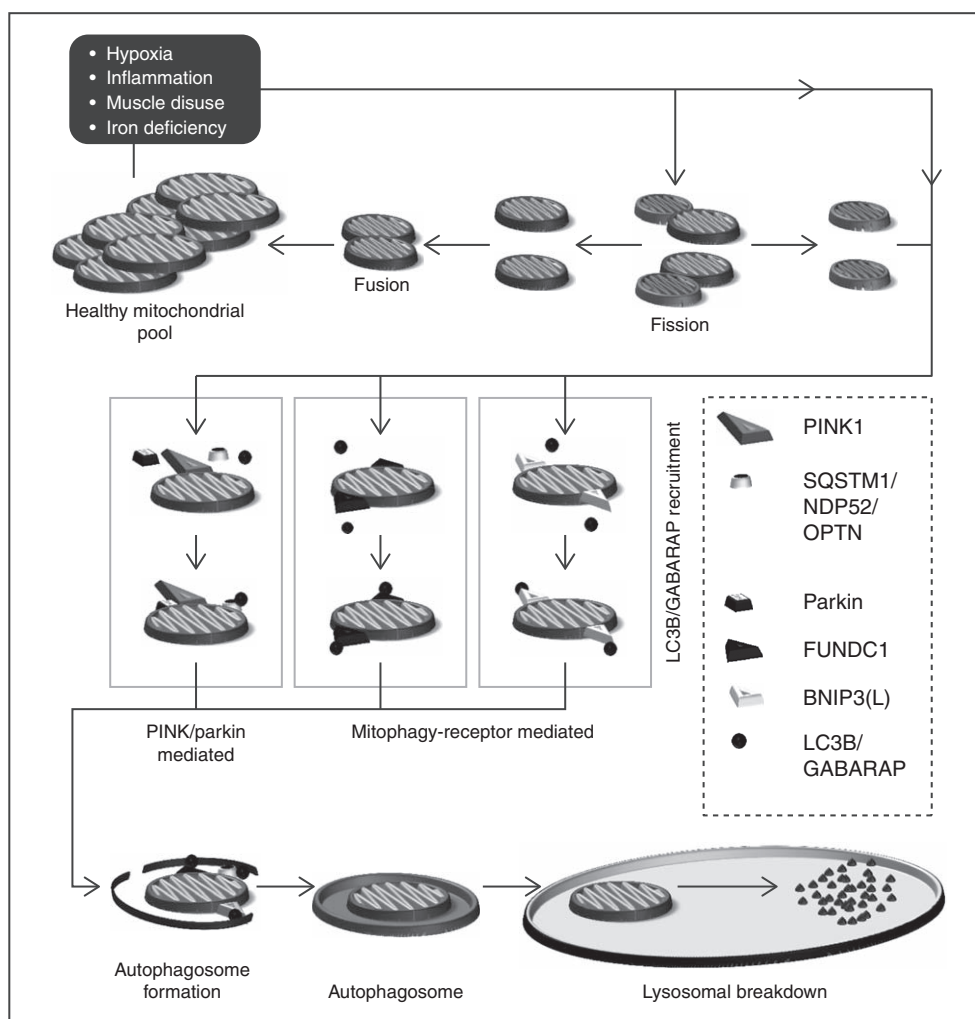 • Hypoxia
• Inflammation
• Muscle disuse
• Iron deficiency
Fusion
Healthy mitochondrial
pool
Fission
LC3B/GABARAP recruitment
PINK1
SQSTM1/
NDP52/
OPTN
Parkin
FUNDC1
BNIP3(L)
LC3B/
GABARAP
PINK/parkin
mediated
Mitophagy-receptor mediated
Autophagosome
formation
Autophagosome
Lysosomal breakdown